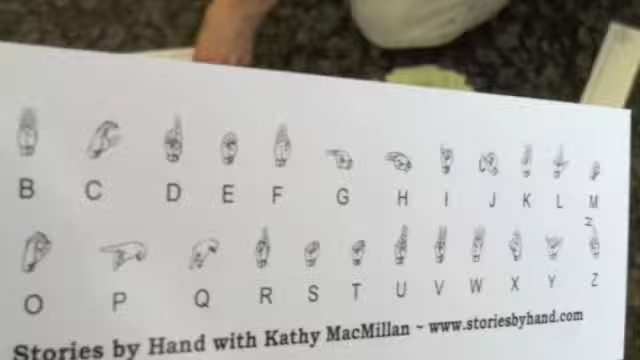 B C D E F G H I J K L M
Z
O P Q R S T U V W X Y Z
Stories by Hand with Kathy MacMillan ~ www.storiesbyhand.com